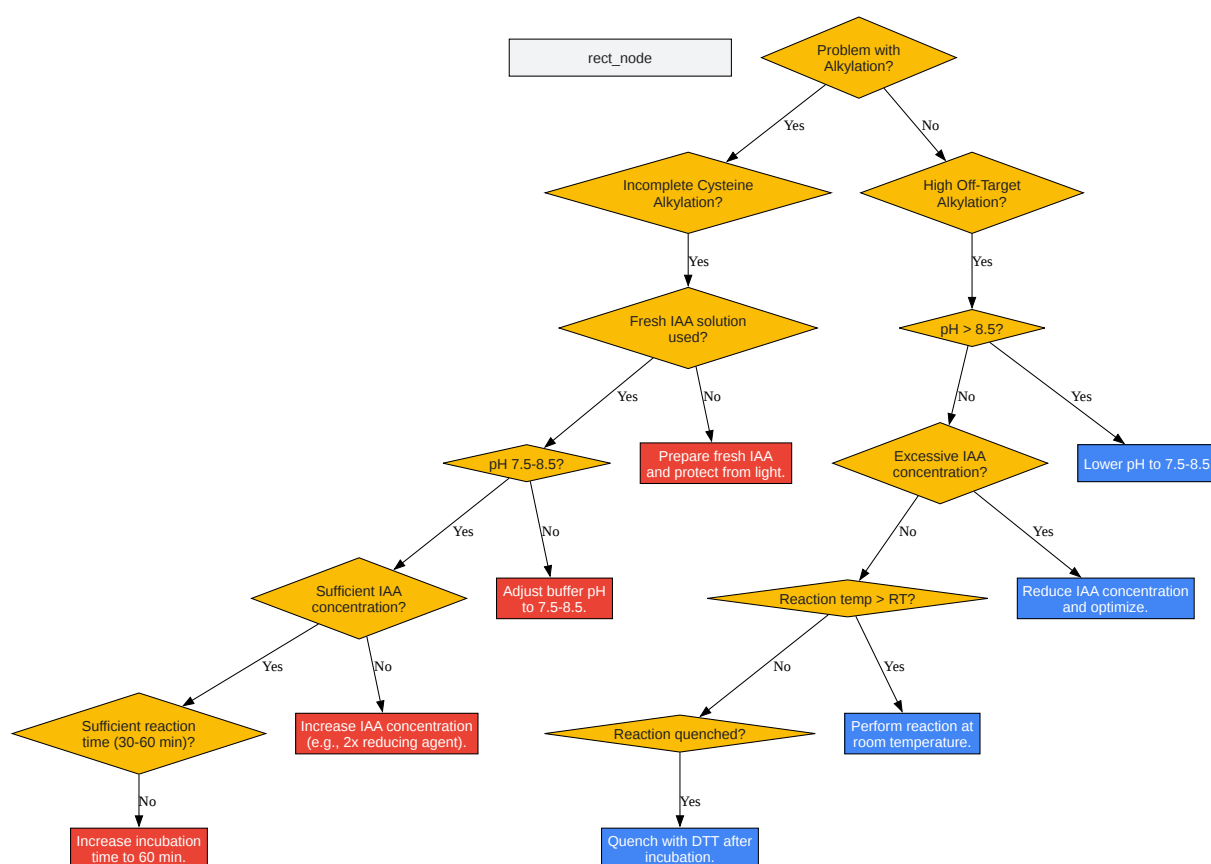 rect_node
Problem with
Alkylation?
Yes
No
Incomplete Cysteine
Alkylation?
High Off-Target
Alkylation?
Yes
Yes
Fresh IAA solution
used?
pH > 8.5?
Yes
No
No
Yes
pH 7.5-8.5?
Prepare fresh IAA
and protect from light.
Excessive IAA
concentration?
Lower pH to 7.5-8.5
Yes
No
No
Yes
Sufficient IAA
concentration?
Adjust buffer pH
to 7.5-8.5.
Reaction temp > RT?
Reduce IAA concentration
and optimize.
Yes
No
No
Yes
Sufficient reaction
time (30-60 min)?
Increase IAA concentration
(e.g., 2x reducing agent).
Reaction quenched?
Perform reaction at
room temperature.
No
Yes
Increase incubation
time to 60 min.
Quench with DTT after
incubation.